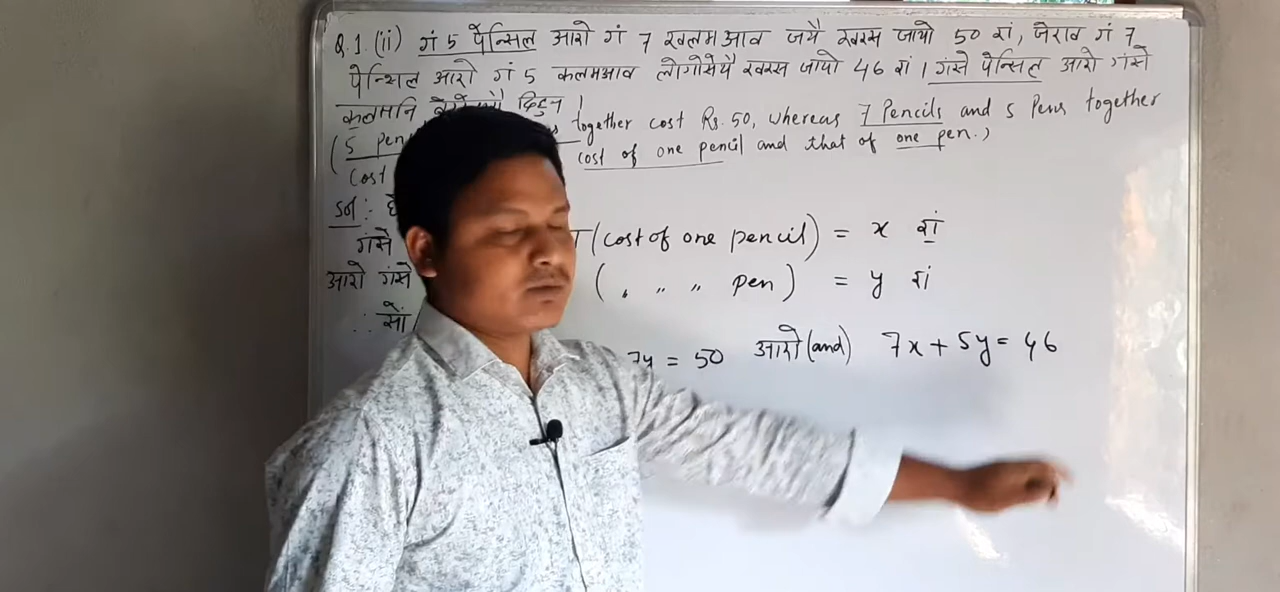 Q.1.(ii) गं 5 पेन्सिल आरो गं 7 खलमआव जयै खरस जायो 50 रां, जेराव गं 7
पेन्सिल आरो गं 5 कलमआव लोगोसेयै खरस जायो 46 रां। गंसे पेन्सिल आरो गंसे
कलमनि दिहुन।
(5 pen together cost Rs. 50, whereas 7 Pencils and 5 Pens together
cost cost of one pencil and that of one pen.)
गंसे (cost of one pencil) = x रां
आरो गंसे ( " " " pen) = y रां
∴ 7y = 50 आरो (and) 7x + 5y = 46